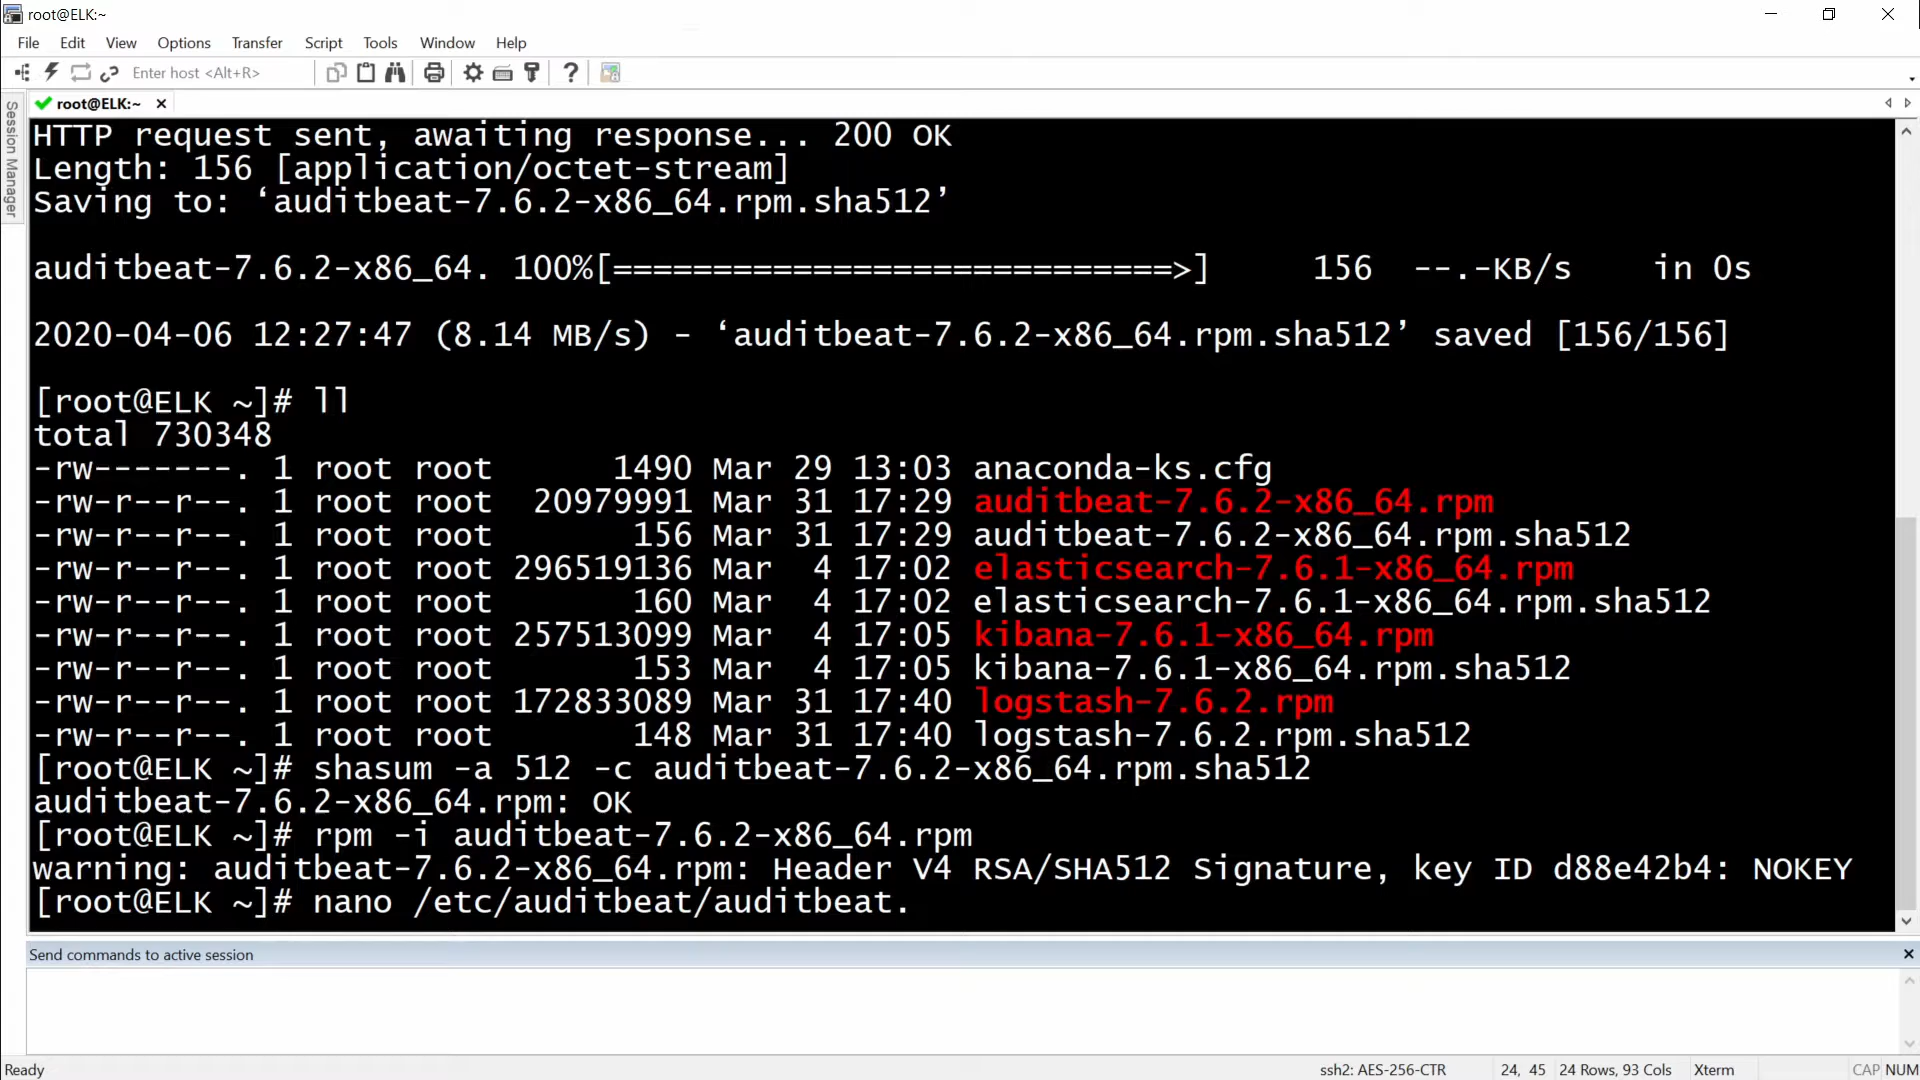 root@ELK:~
File Edit View Options Transfer Script Tools Window Help
Enter host <Alt+R>
Session Manager
root@ELK:~
HTTP request sent, awaiting response... 200 OK
Length: 156 [application/octet-stream]
Saving to: ‘auditbeat-7.6.2-x86_64.rpm.sha512’
auditbeat-7.6.2-x86_64. 100%[============================>] 156 --.-KB/s in 0s
2020-04-06 12:27:47 (8.14 MB/s) - ‘auditbeat-7.6.2-x86_64.rpm.sha512’ saved [156/156]
[root@ELK ~]# ll
total 730348
-rw-------. 1 root root 1490 Mar 29 13:03 anaconda-ks.cfg
-rw-r--r--. 1 root root 20979991 Mar 31 17:29 auditbeat-7.6.2-x86_64.rpm
-rw-r--r--. 1 root root 156 Mar 31 17:29 auditbeat-7.6.2-x86_64.rpm.sha512
-rw-r--r--. 1 root root 296519136 Mar 4 17:02 elasticsearch-7.6.1-x86_64.rpm
-rw-r--r--. 1 root root 160 Mar 4 17:02 elasticsearch-7.6.1-x86_64.rpm.sha512
-rw-r--r--. 1 root root 257513099 Mar 4 17:05 kibana-7.6.1-x86_64.rpm
-rw-r--r--. 1 root root 153 Mar 4 17:05 kibana-7.6.1-x86_64.rpm.sha512
-rw-r--r--. 1 root root 172833089 Mar 31 17:40 logstash-7.6.2.rpm
-rw-r--r--. 1 root root 148 Mar 31 17:40 logstash-7.6.2.rpm.sha512
[root@ELK ~]# shasum -a 512 -c auditbeat-7.6.2-x86_64.rpm.sha512
auditbeat-7.6.2-x86_64.rpm: OK
[root@ELK ~]# rpm -i auditbeat-7.6.2-x86_64.rpm
warning: auditbeat-7.6.2-x86_64.rpm: Header V4 RSA/SHA512 Signature, key ID d88e42b4: NOKEY
[root@ELK ~]# nano /etc/auditbeat/auditbeat.
Send commands to active session
Ready ssh2: AES-256-CTR 24, 45 24 Rows, 93 Cols Xterm CAP NUM